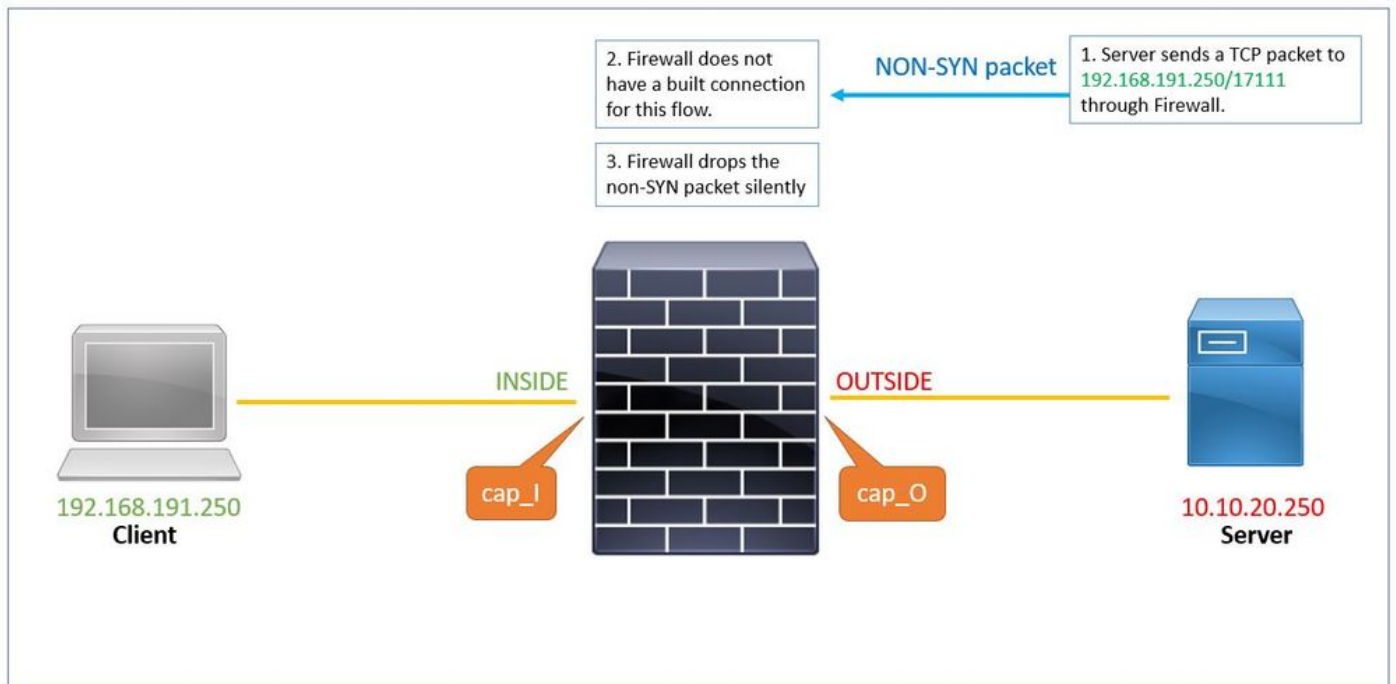 2. Firewall does not
have a built connection
for this flow.
NON-SYN packet
1. Server sends a TCP packet to
192.168.191.250/17111
through Firewall.
3. Firewall drops the
non-SYN packet silently
INSIDE
OUTSIDE
cap_I
cap_O
192.168.191.250
Client
10.10.20.250
Server